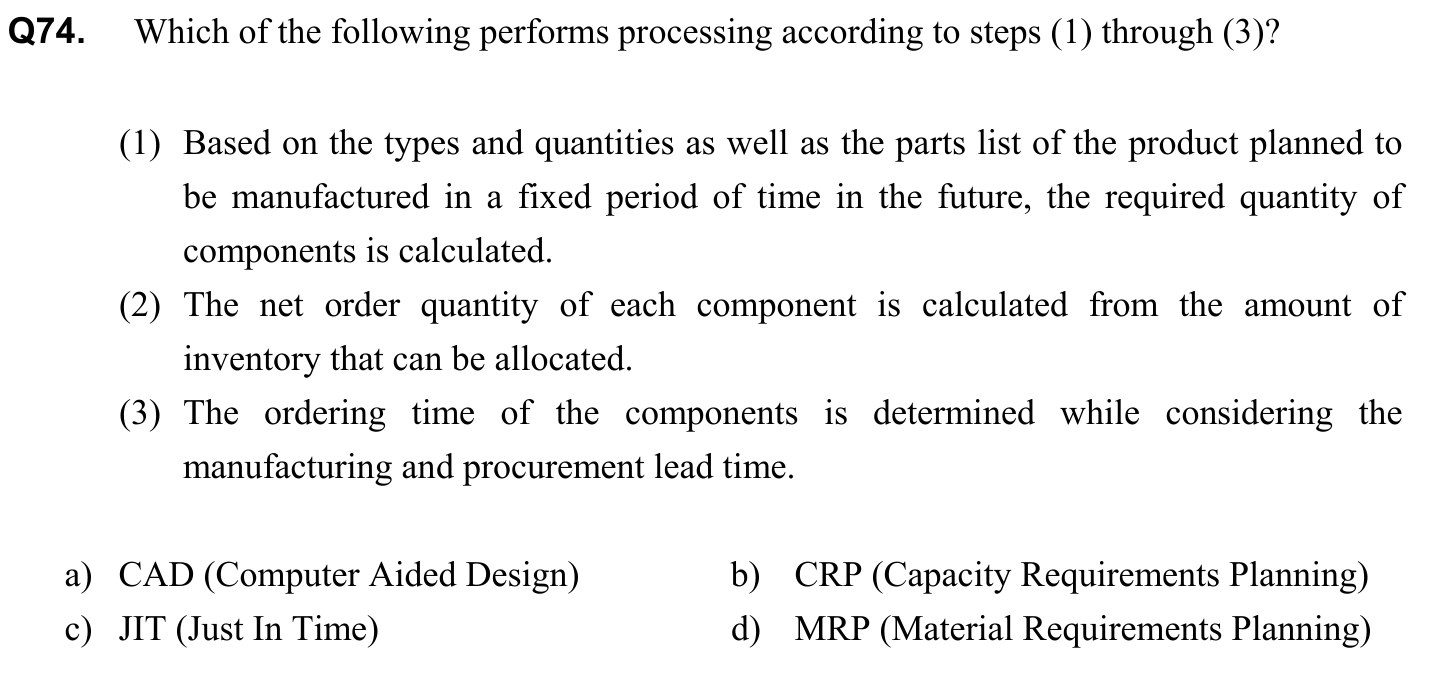 Q74. Which of the following performs processing according to steps (1) through (3)?
(1) Based on the types and quantities as well as the parts list of the product planned to
be manufactured in a fixed period of time in the future, the required quantity of
components is calculated.
(2) The net order quantity of each component is calculated from the amount of
inventory that can be allocated.
(3) The ordering time of the components is determined while considering the
manufacturing and procurement lead time.
a) CAD (Computer Aided Design) b) CRP (Capacity Requirements Planning)
c) JIT (Just In Time) d) MRP (Material Requirements Planning)